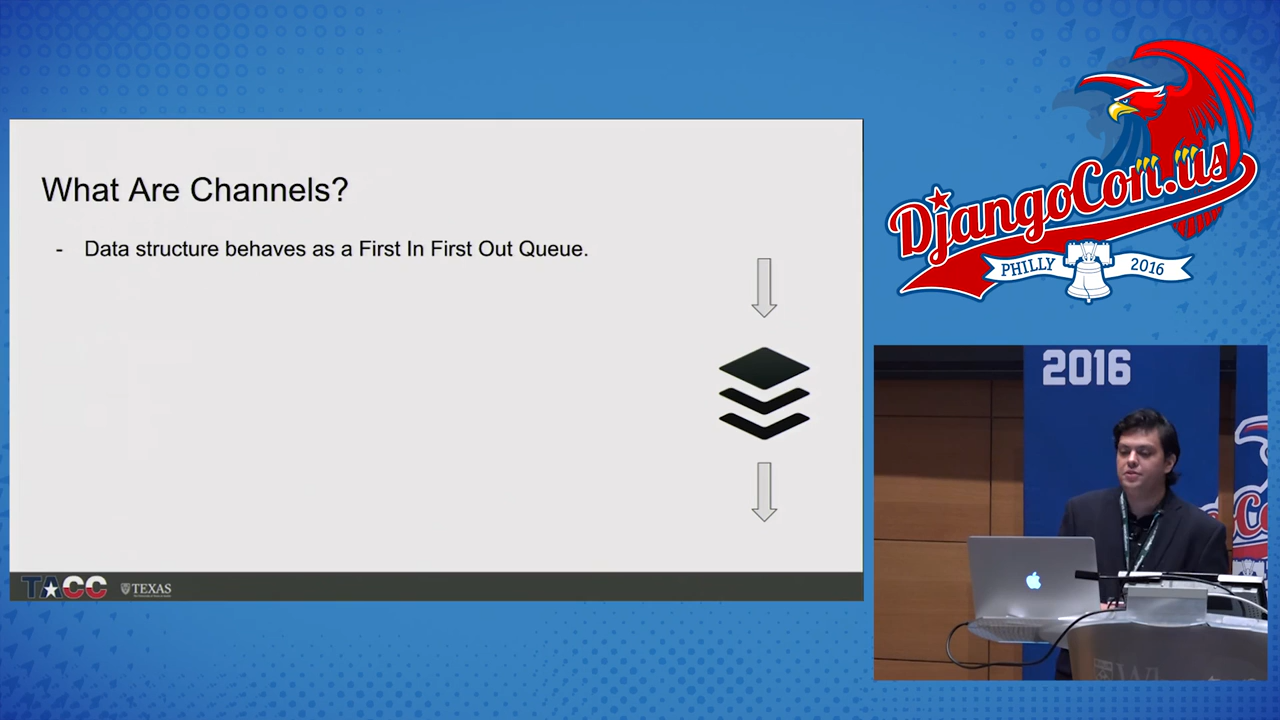 What Are Channels?
- Data structure behaves as a First In First Out Queue.
TACC
TEXAS
DjangoCon.us
PHILLY 2016
2016